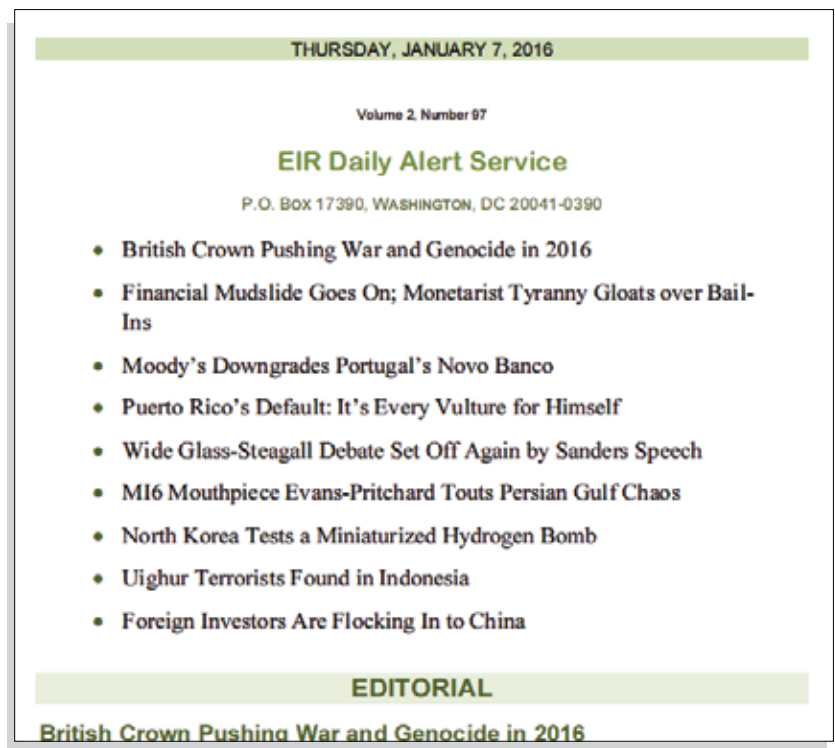 THURSDAY, JANUARY 7, 2016
Volume 2, Number 97
EIR Daily Alert Service
P.O. BOX 17390, WASHINGTON, DC 20041-0390
• British Crown Pushing War and Genocide in 2016
• Financial Mudslide Goes On; Monetarist Tyranny Gloats over Bail-
Ins
• Moody’s Downgrades Portugal’s Novo Banco
• Puerto Rico’s Default: It’s Every Vulture for Himself
• Wide Glass-Steagall Debate Set Off Again by Sanders Speech
• MI6 Mouthpiece Evans-Pritchard Touts Persian Gulf Chaos
• North Korea Tests a Miniaturized Hydrogen Bomb
• Uighur Terrorists Found in Indonesia
• Foreign Investors Are Flocking In to China
EDITORIAL
British Crown Pushing War and Genocide in 2016